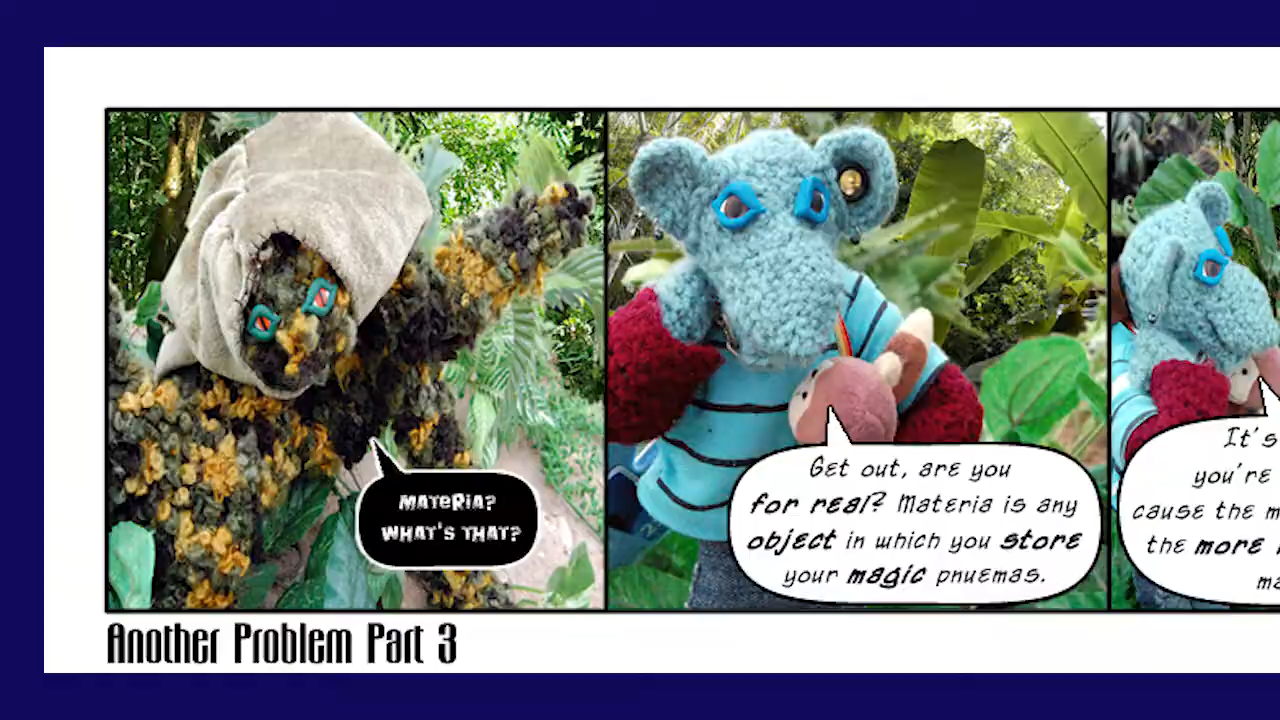 MATERIA?
WHAT'S THAT?
Get out, are you
for real? Materia is any
object in which you store
your magic pnuemas.
It's
you're
cause the
the more
Another Problem Part 3